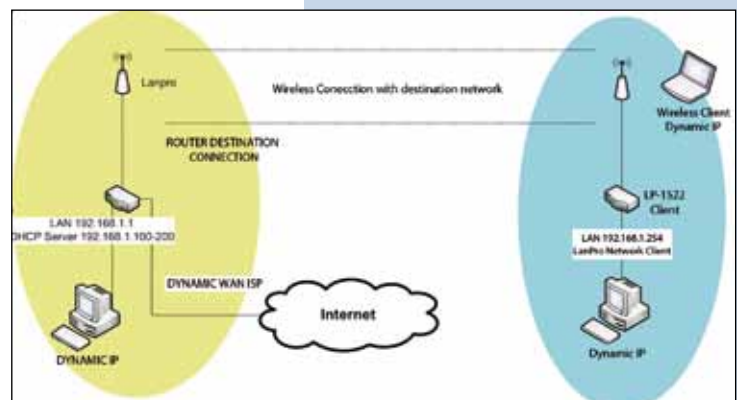 Lanpro
Wireless Conecction with destination network
Wireless Client
Dynamic IP
ROUTER DESTINATION
CONNECTION
LP-1522
Client
LAN 192.168.1.1
DHCP Server 192.168.1.100-200
LAN 192.168.1.254
LanPro Network Client
DYNAMIC WAN ISP
Internet
DYNAMIC IP
Dynamic IP